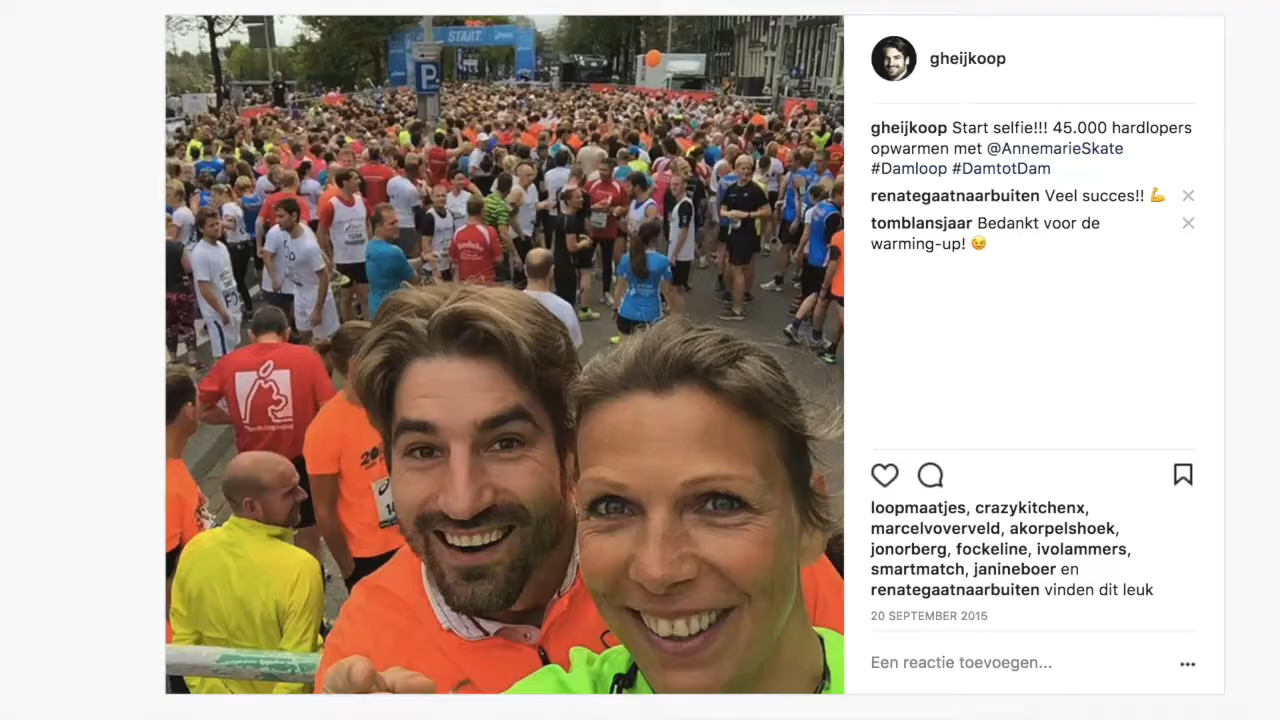 START
P
gheijkoop
gheijkoop Start selfie!!! 45.000 hardlopers
opwarmen met @AnnemarieSkate
#Damloop #DamtotDam
renategaatnaarbuiten Veel succes!! 💪
tomblansjaar Bedankt voor de
warming-up! 😉
loopmaatjes, crazykitchenx,
marcelvoverveld, akorpelshoek,
jonorberg, fockeline, ivolammers,
smartmatch, janineboer en
renategaatnaarbuiten vinden dit leuk
20 SEPTEMBER 2015
Een reactie toevoegen...